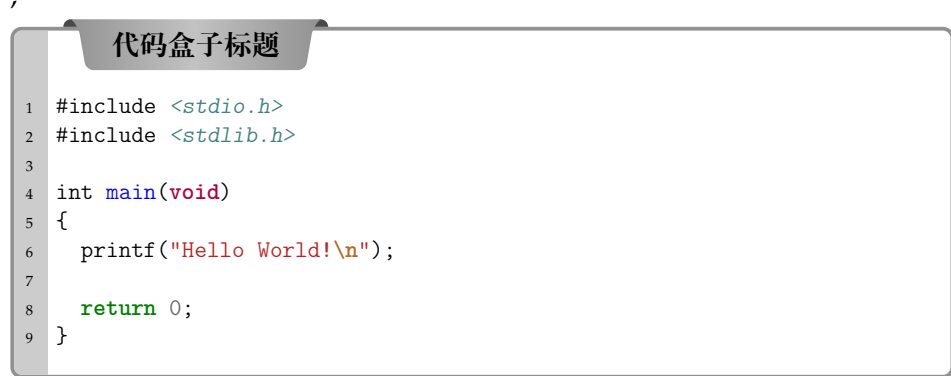 代码盒子标题
1 #include <stdio.h>
2 #include <stdlib.h>
3
4 int main(void)
5 {
6   printf("Hello World!\n");
7
8   return 0;
9 }